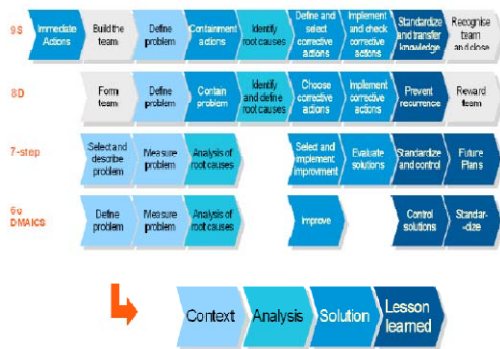 9S
Immediate
Actions
Build the
team
Define
problem
Containment
actions
Identify
root causes
Define and
select
corrective
actions
Implement
and check
corrective
actions
Standardize
and transfer
knowledge
Recognise
team
and close
8D
Form
team
Define
problem
Contain
problem
Identify
and define
root causes
Choose
corrective
actions
Implement
corrective
actions
Prevent
recurrence
Reward
team
7-step
Select and
describe
problem
Measure
problem
Analysis of
root causes
Select and
implement
improvment
Evaluate
solutions
Standardize
and control
Future
Plans
6σ
DMAICS
Define
problem
Measure
problem
Analysis of
root causes
Improve
Control
solutions
Standar-
-dize
Context
Analysis
Solution
Lesson
learned